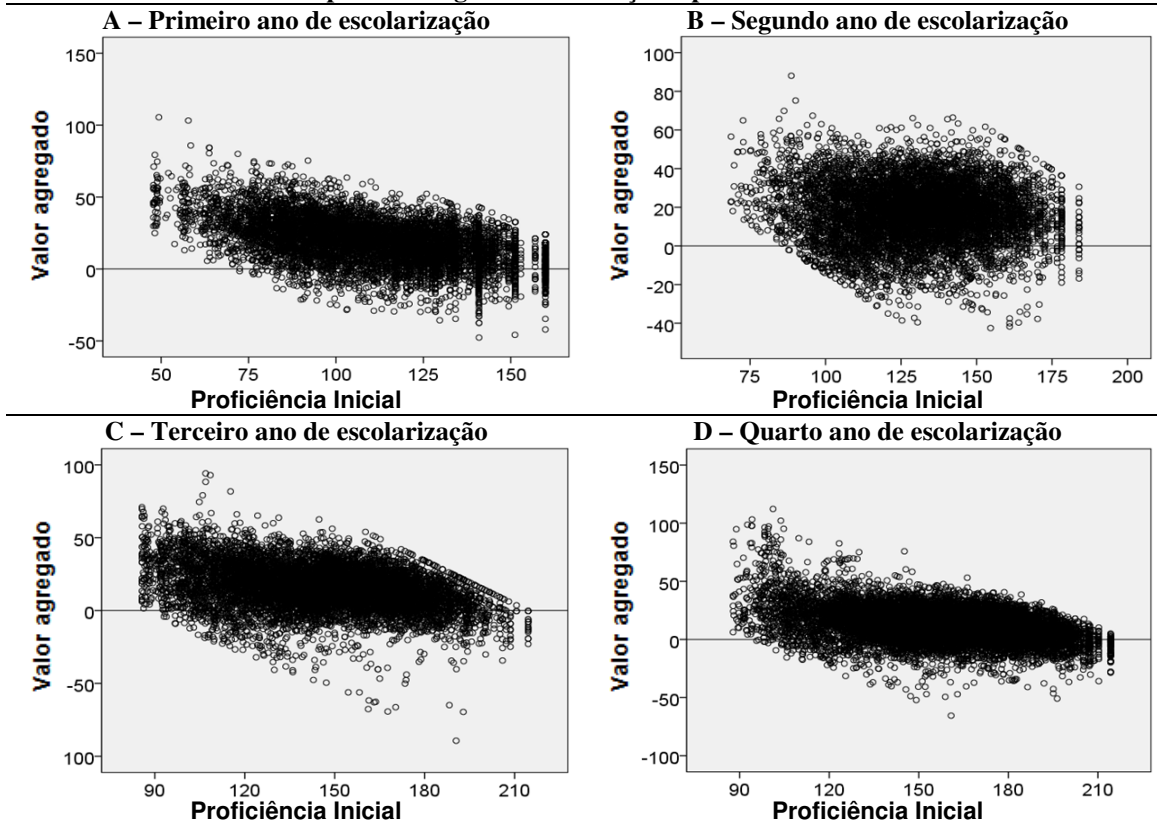 A – Primeiro ano de escolarização
Valor agregado
150
100
50
0
-50
50 75 100 125 150
Proficiência Inicial
B – Segundo ano de escolarização
Valor agregado
100
80
60
40
20
0
-20
-40
75 100 125 150 175 200
Proficiência Inicial
C – Terceiro ano de escolarização
Valor agregado
100
50
0
-50
100
90 120 150 180 210
Proficiência Inicial
D – Quarto ano de escolarização
Valor agregado
150
100
50
0
-50
-100
90 120 150 180 210
Proficiência Inicial